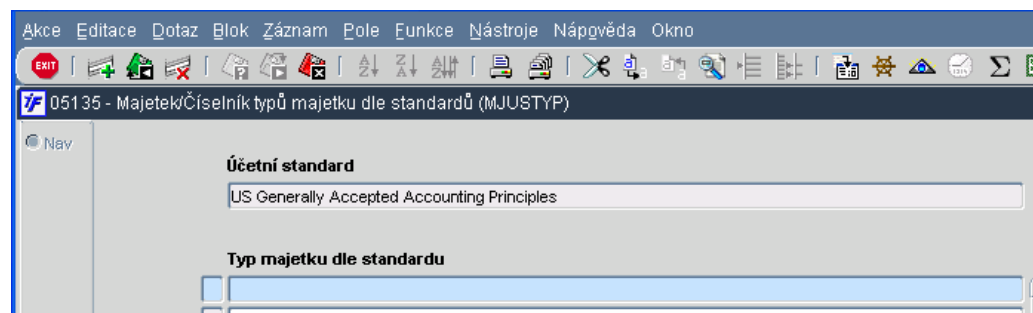 Akce Editace Dotaz Blok Záznam Pole Funkce Nástroje Nápověda Okno
EXIT
05135 - Majetek/Číselník typů majetku dle standardů (MJUSTYP)
Nav
Účetní standard
US Generally Accepted Accounting Principles
Typ majetku dle standardu